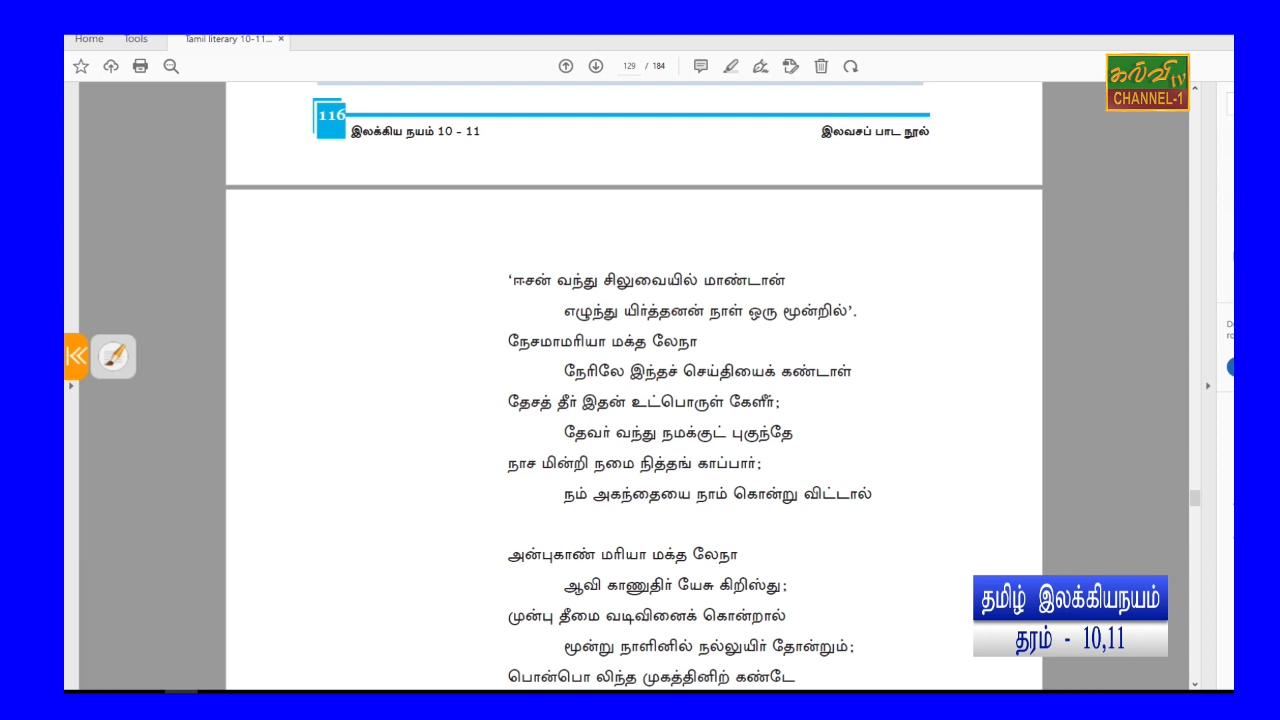 Home Tools Tamil literary 10-11... ×
129 / 184
கல்வி TV
CHANNEL-1
116
இலக்கிய நயம் 10 - 11 இலவசப் பாட நூல்
‘ஈசன் வந்து சிலுவையில் மாண்டான்
எழுந்து யிர்த்தனன் நாள் ஒரு மூன்றில்’.
நேசமாமரியா மக்த லேநா
நேரிலே இந்தச் செய்தியைக் கண்டாள்
தேசத் தீர் இதன் உட்பொருள் கேளீர்;
தேவர் வந்து நமக்குட் புகுந்தே
நாச மின்றி நமை நித்தங் காப்பார்;
நம் அகந்தையை நாம் கொன்று விட்டால்
அன்புகாண் மரியா மக்த லேநா
ஆவி காணுதிர் யேசு கிறிஸ்து;
முன்பு தீமை வடிவினைக் கொன்றால்
மூன்று நாளினில் நல்லுயிர் தோன்றும்;
பொன்பொ லிந்த முகத்தினிற் கண்டே
தமிழ் இலக்கியநயம்
தரம் - 10,11